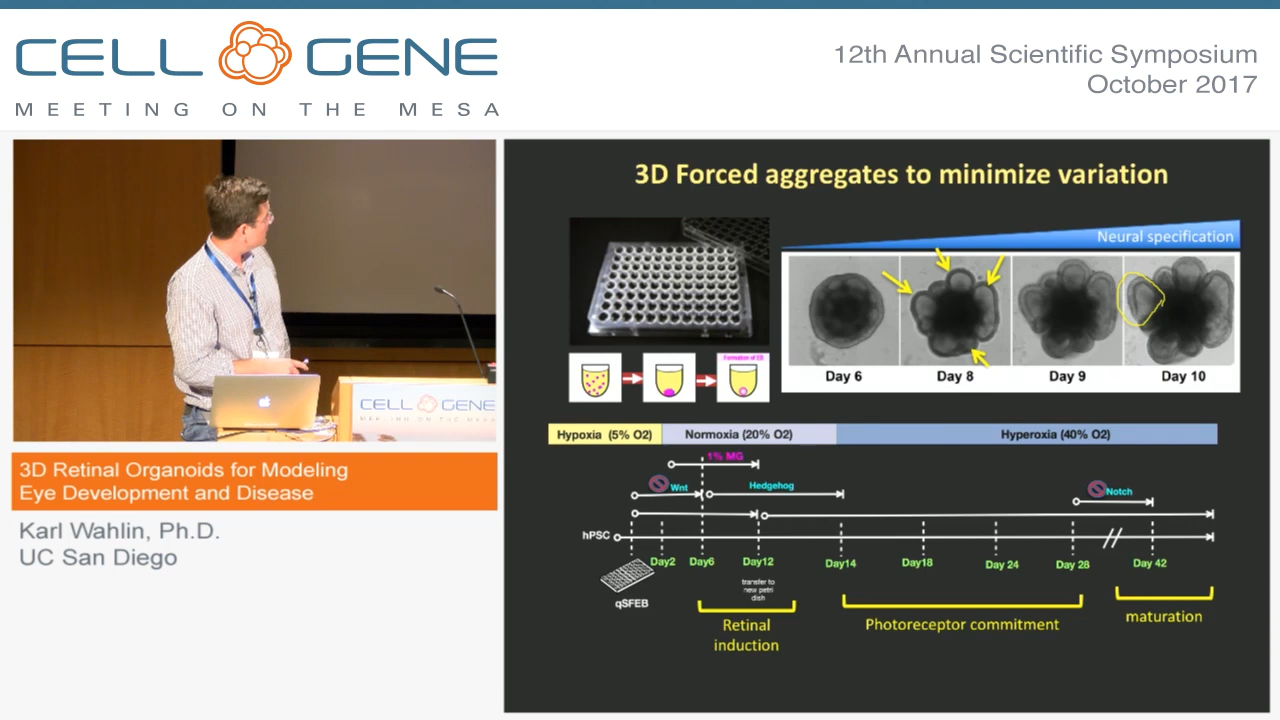 CELL GENE
MEETING ON THE MESA
12th Annual Scientific Symposium
October 2017
CELL GENE
3D Retinal Organoids for Modeling
Eye Development and Disease
Karl Wahlin, Ph.D.
UC San Diego
3D Forced aggregates to minimize variation
Neural specification
Day 6
Day 8
Day 9
Day 10
Formation of EB
Hypoxia (5% O2)
Normoxia (20% O2)
Hyperoxia (40% O2)
1% MG
Wnt
Hedgehog
Notch
hPSC
Day2
Day6
Day12
Day14
Day18
Day 24
Day 28
Day 42
transfer to
new petri
dish
qSFEB
Retinal
induction
Photoreceptor commitment
maturation